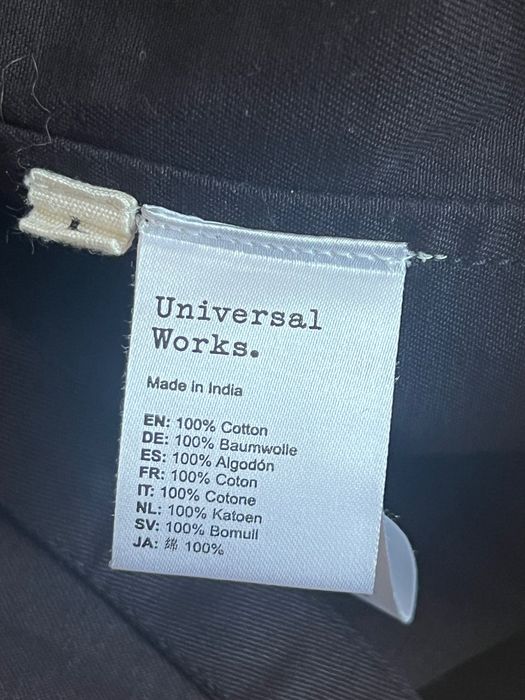 Universal
Works.
Made in India
EN: 100% Cotton
DE: 100% Baumwolle
ES: 100% Algodón
FR: 100% Coton
IT: 100% Cotone
NL: 100% Katoen
SV: 100% Bomull
JA: 綿 100%